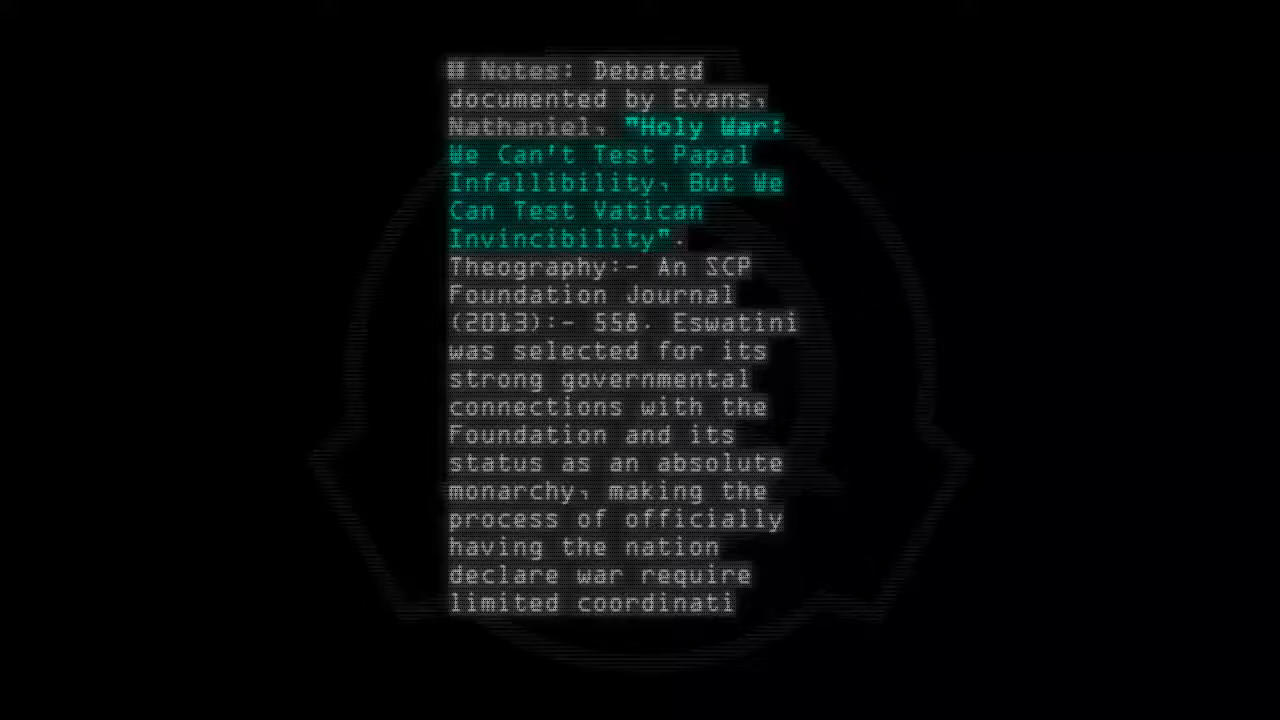 # Notes: Debated
documented by Evans,
Nathaniel, "Holy War:
We Can't Test Papal
Infallibility, But We
Can Test Vatican
Invincibility".
Theography:- An SCP
Foundation Journal
(2013):- 558. Eswatini
was selected for its
strong governmental
connections with the
Foundation and its
status as an absolute
monarchy, making the
process of officially
having the nation
declare war require
limited coordinati